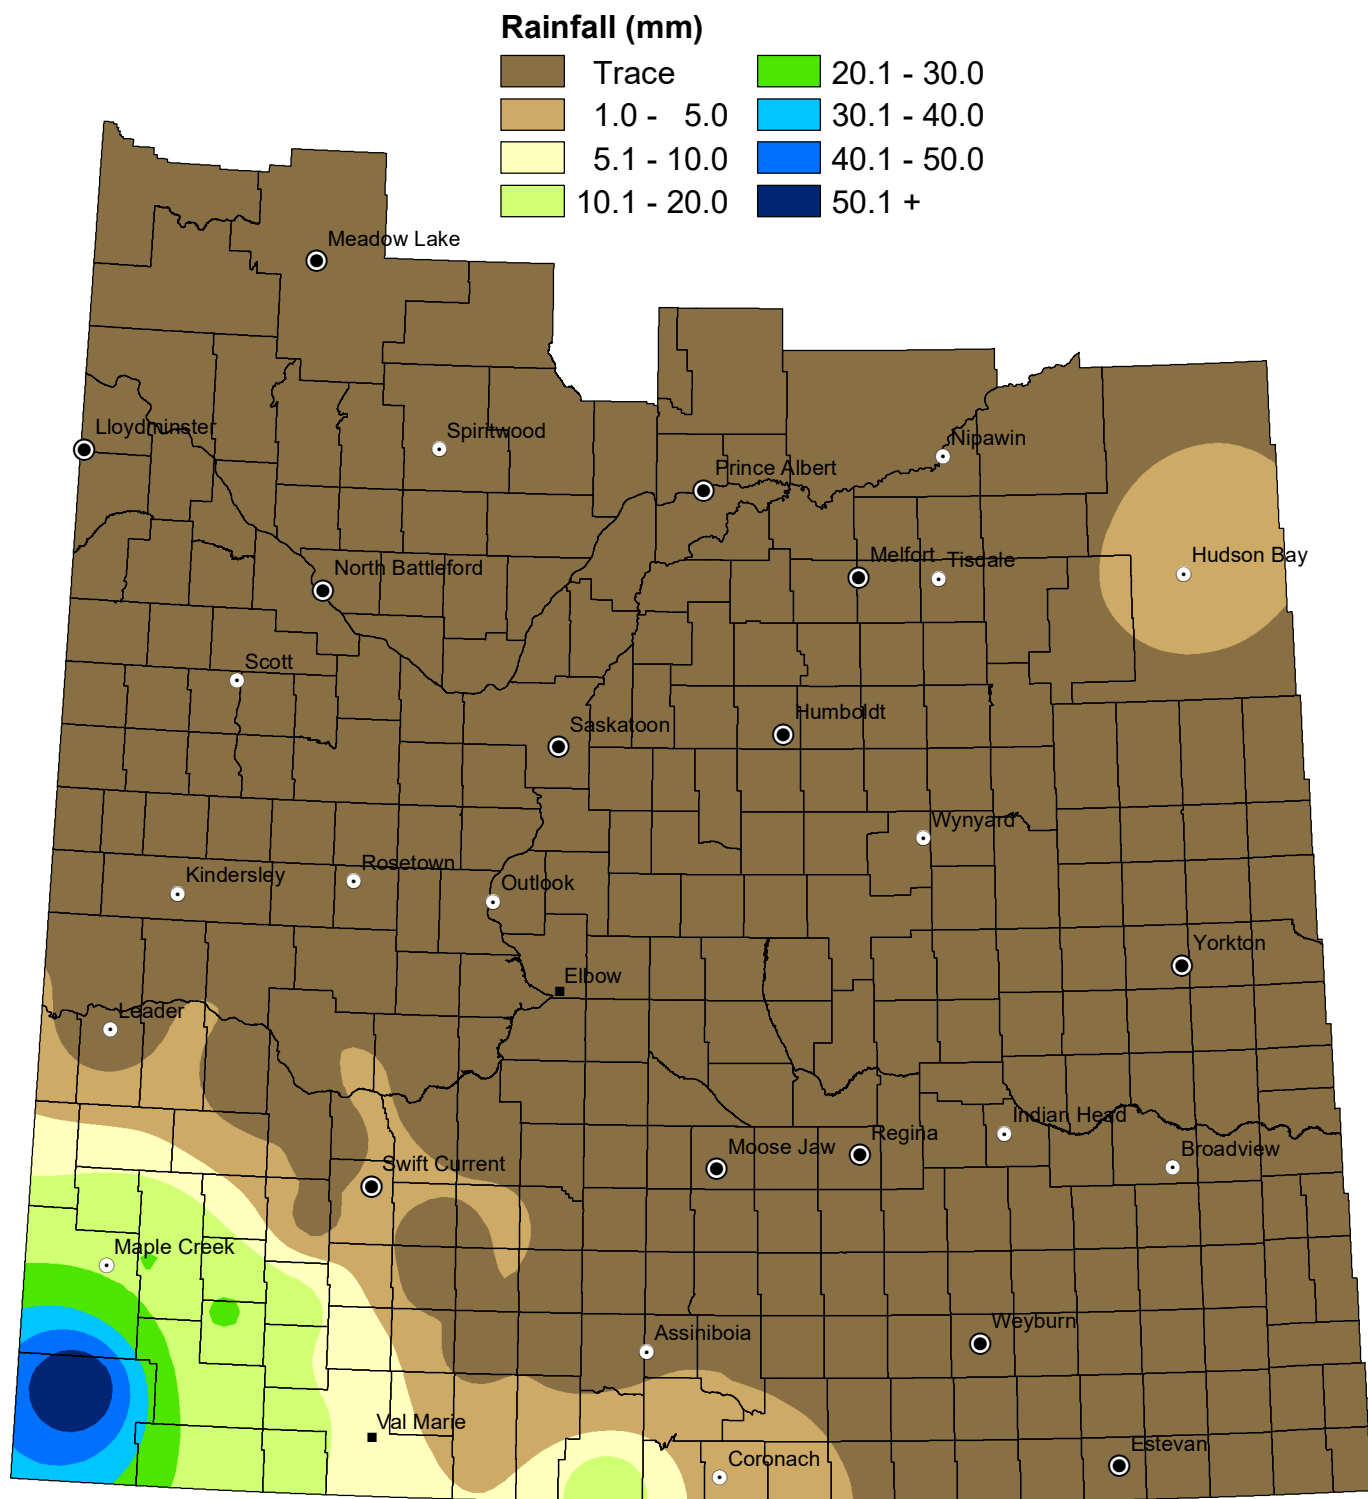 Rainfall (mm)
Trace
20.1 - 30.0
1.0 - 5.0
30.1 - 40.0
5.1 - 10.0
40.1 - 50.0
10.1 - 20.0
50.1 +
Meadow Lake
Lloydminster
Spiritwood
Nipawin
Prince Albert
Hudson Bay
Melfort
Tisdale
North Battleford
Scott
Humboldt
Saskatoon
Wynyard
Rosetown
Kindersley
Outlook
Yorkton
Elbow
Leader
Indian Head
Regina
Moose Jaw
Broadview
Swift Current
Maple Creek
Weyburn
Assiniboia
Val Marie
Estevan
Coronach